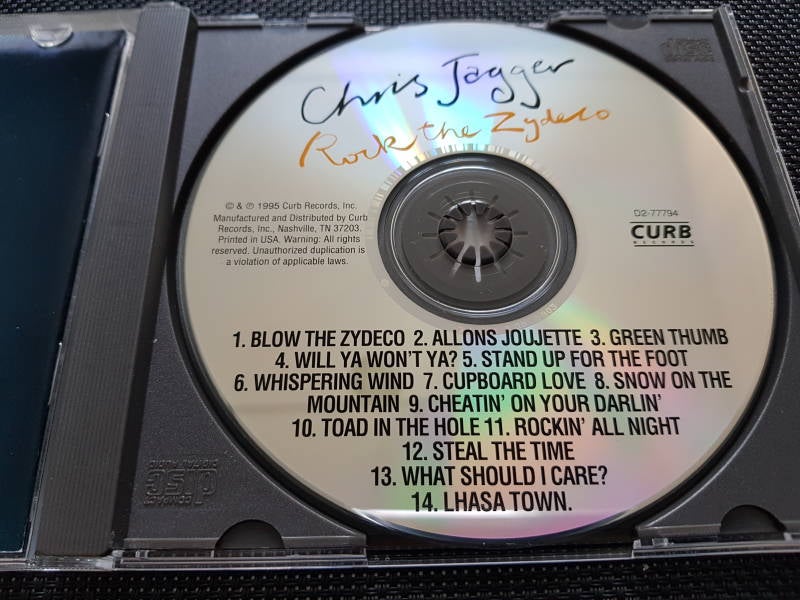 Chris Jagger
Rock the Zydeco
© & ℗ 1995 Curb Records, Inc.
Manufactured and Distributed by Curb
Records, Inc., Nashville, TN 37203.
Printed in USA. Warning: All rights
reserved. Unauthorized duplication is
a violation of applicable laws.
D2-77794
CURB
RECORDS
1. BLOW THE ZYDECO 2. ALLONS JOUJETTE 3. GREEN THUMB
4. WILL YA WON'T YA? 5. STAND UP FOR THE FOOT
6. WHISPERING WIND 7. CUPBOARD LOVE 8. SNOW ON THE
MOUNTAIN 9. CHEATIN' ON YOUR DARLIN'
10. TOAD IN THE HOLE 11. ROCKIN' ALL NIGHT
12. STEAL THE TIME
13. WHAT SHOULD I CARE?
14. LHASA TOWN.
COMPACT
disc
DIGITAL AUDIO